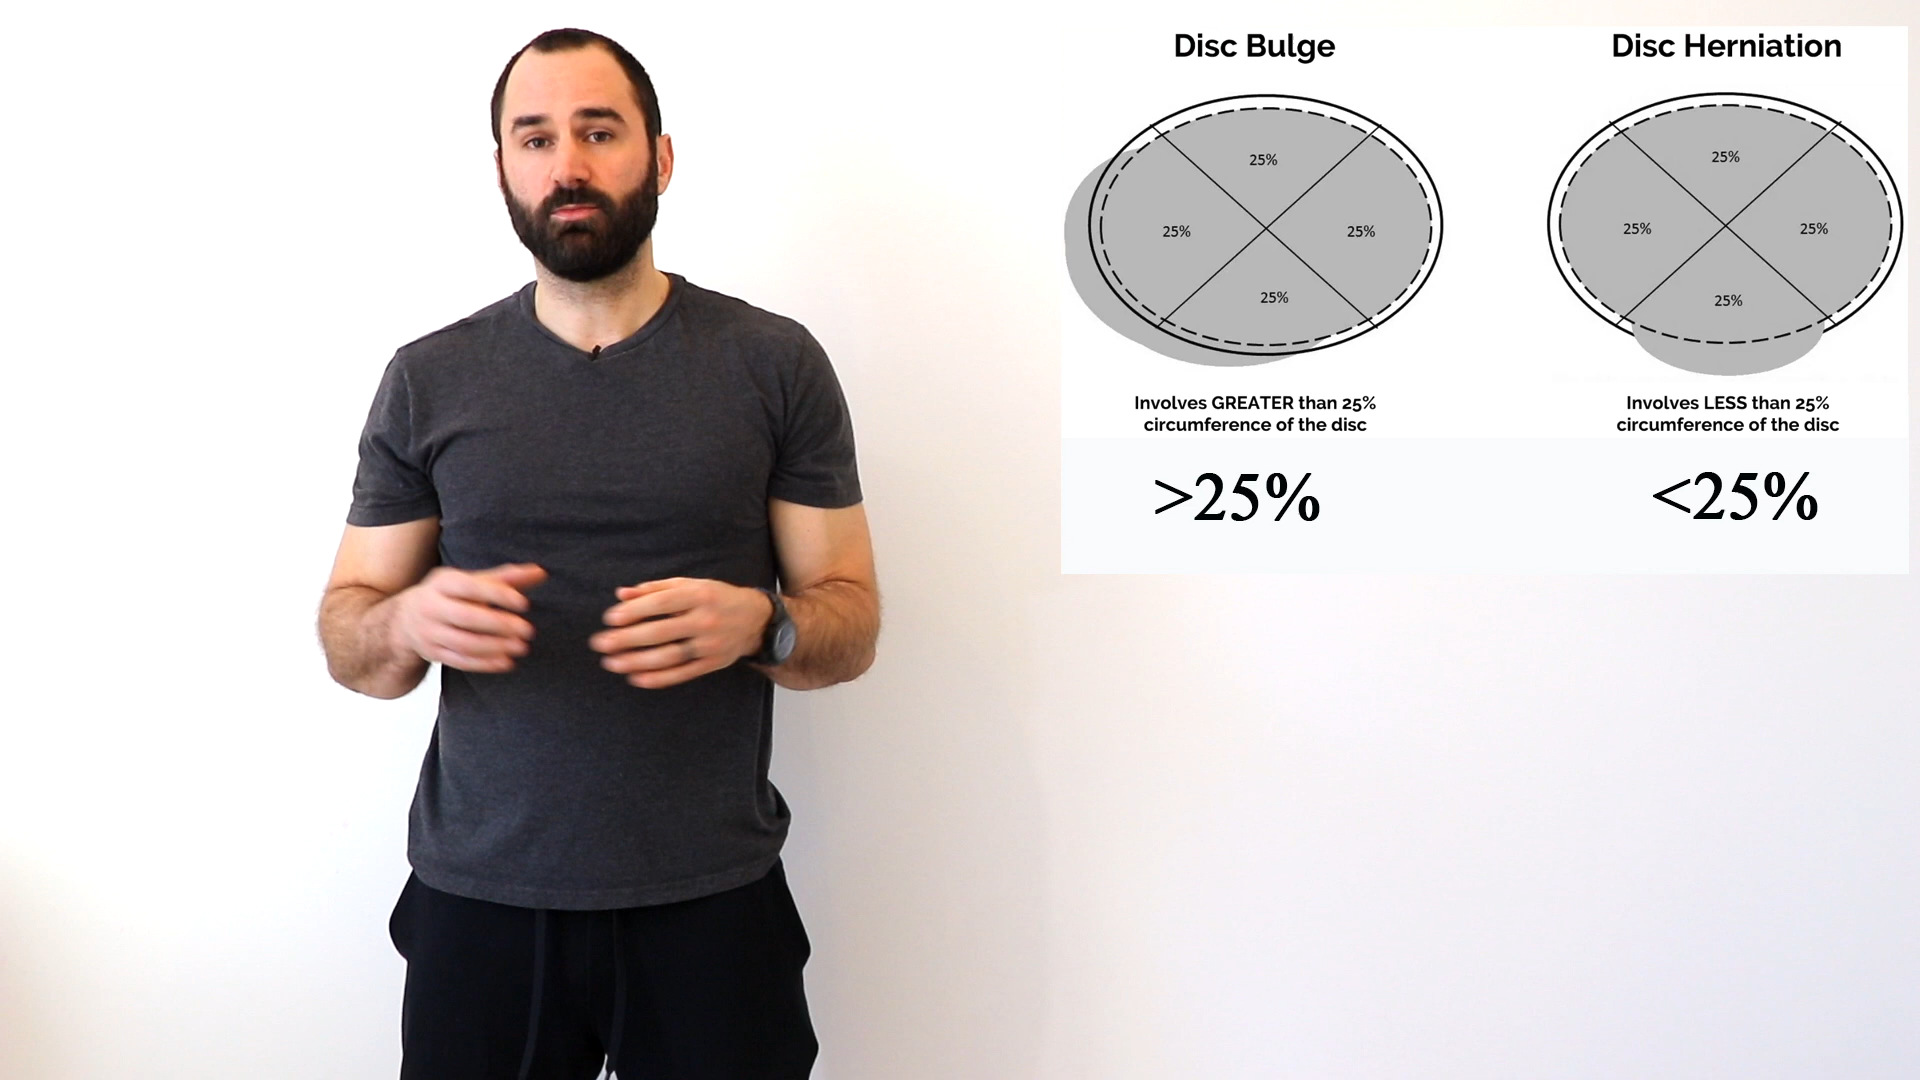 Disc Bulge
25%
25%
25%
25%
Involves GREATER than 25%
circumference of the disc
>25%
Disc Herniation
25%
25%
25%
25%
Involves LESS than 25%
circumference of the disc
<25%